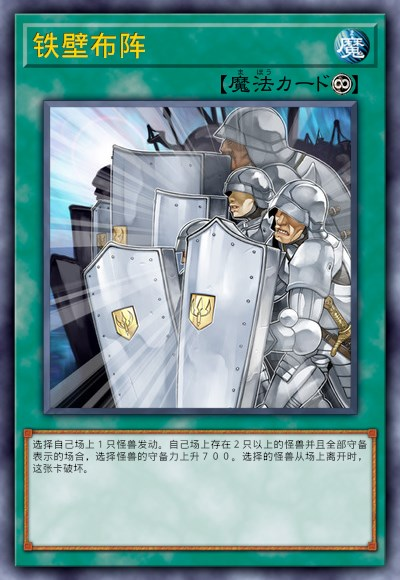 铁壁布阵
魔
【魔法カード】
まほう
选择自己场上1只怪兽发动。自己场上存在2只以上的怪兽并且全部守备
表示的场合，选择怪兽的守备力上升700。选择的怪兽从场上离开时，
这张卡破坏。